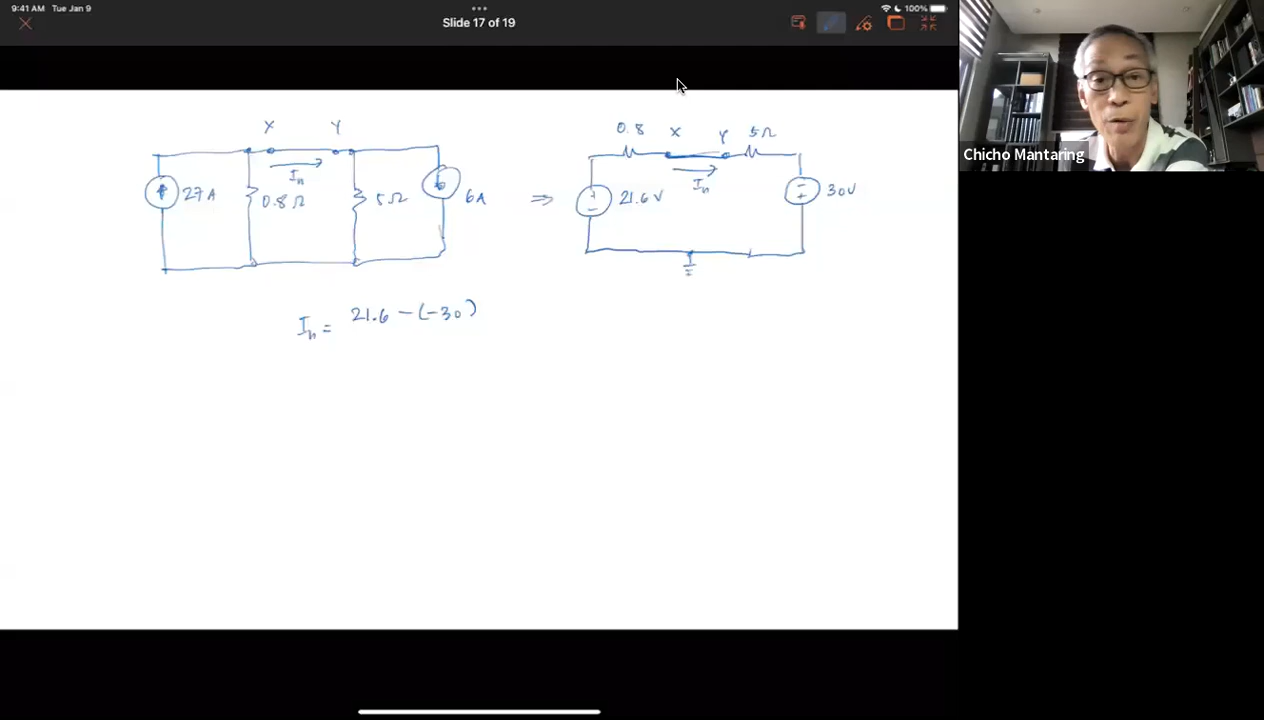 9:41 AM Tue Jan 9
100%
Slide 17 of 19
Chicho Mantaring
X Y
In
27A
0.8Ω
5Ω
6A
⇒
0.8 X Y 5Ω
In
21.6V
30V
In = 21.6 - (-30)